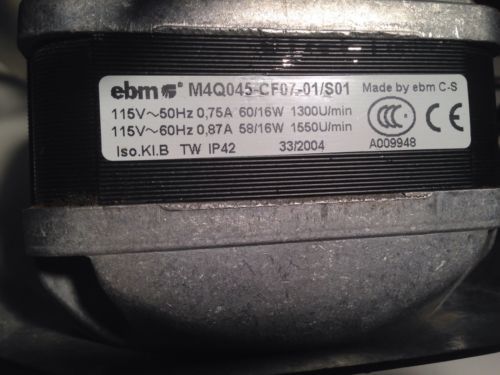 ebm M4Q045-CF07-01/S01 Made by ebm C-S
115V~50Hz 0,75A 60/16W 1300U/min
115V~60Hz 0,87A 58/16W 1550U/min
Iso.Kl.B TW IP42 33/2004 A009948
CCC CE